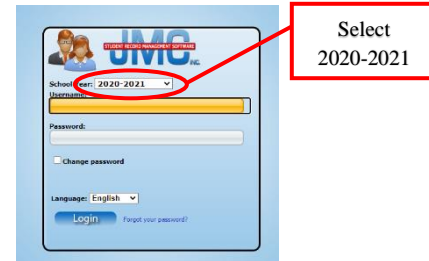 STUDENT RECORD MANAGEMENT SOFTWARE
JMC
INC.
Select
2020-2021
School Year: 2020-2021
Username:
Password:
Change password
Language: English
Login Forgot your password?